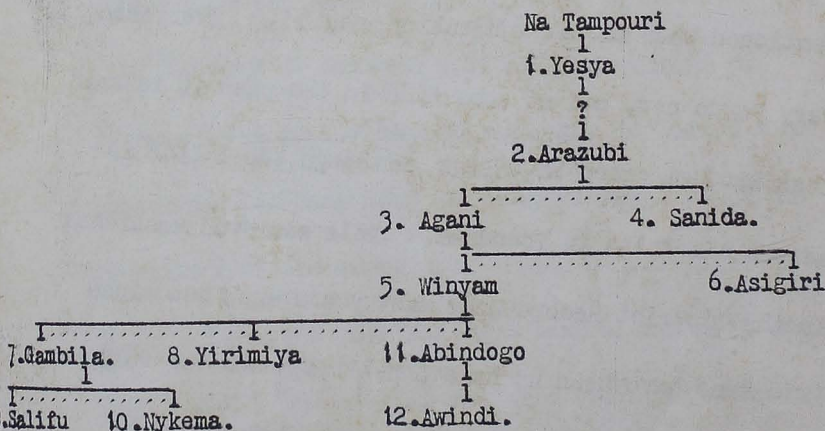 Na Tampouri
1.Yesya
?
2.Arazubi
3. Agani 4. Sanida.
5. Winyam 6.Asigiri
7.Gambila. 8.Yirimiya 11.Abindogo
.Salifu 10.Nykema. 12.Awindi.